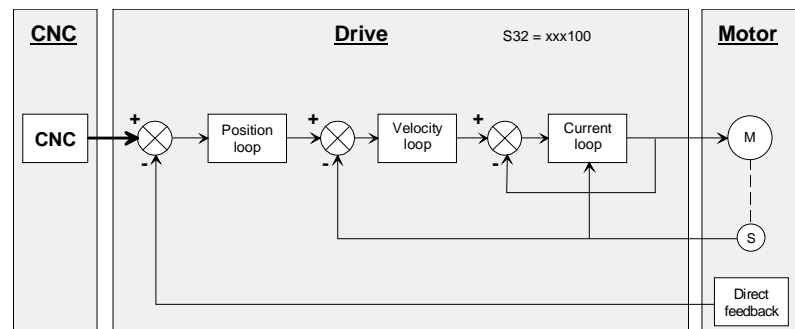 CNC
Drive
S32 = xxx100
Motor
CNC
+
-
Position
loop
+
-
Velocity
loop
+
-
Current
loop
M
S
Direct
feedback